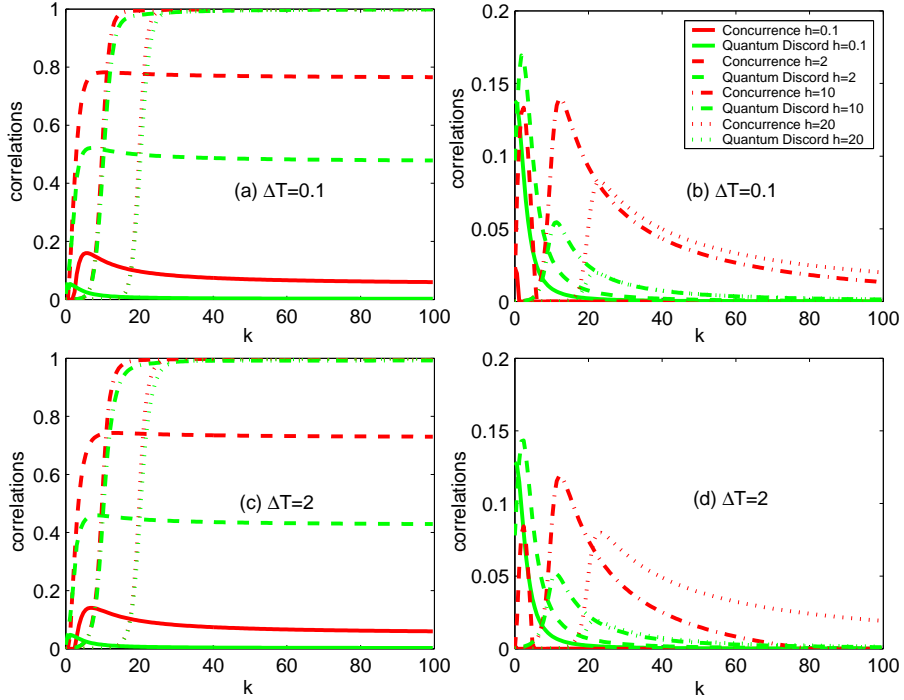 1
0.8
0.6
0.4
0.2
0
correlations
(a) ΔT=0.1
0 20 40 60 80 100
k
0.2
0.15
0.1
0.05
0
correlations
Concurrence h=0.1
Quantum Discord h=0.1
Concurrence h=2
Quantum Discord h=2
Concurrence h=10
Quantum Discord h=10
Concurrence h=20
Quantum Discord h=20
(b) ΔT=0.1
0 20 40 60 80 100
k
1
0.8
0.6
0.4
0.2
0
correlations
(c) ΔT=2
0 20 40 60 80 100
k
0.2
0.15
0.1
0.05
0
correlations
(d) ΔT=2
0 20 40 60 80 100
k